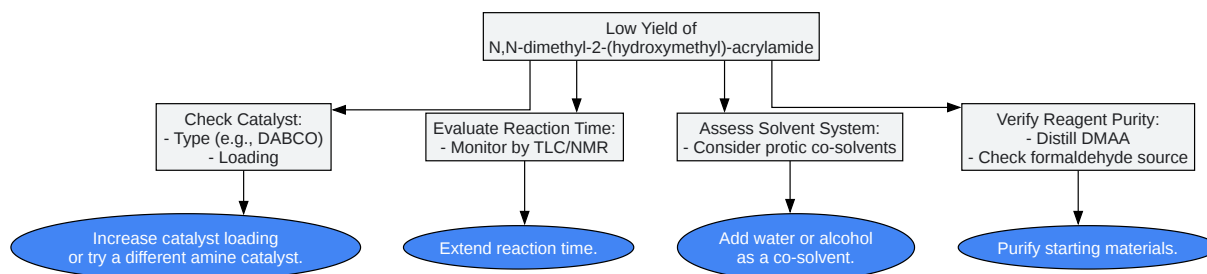 Low Yield of
N,N-dimethyl-2-(hydroxymethyl)-acrylamide
Check Catalyst:
- Type (e.g., DABCO)
- Loading
Evaluate Reaction Time:
- Monitor by TLC/NMR
Assess Solvent System:
- Consider protic co-solvents
Verify Reagent Purity:
- Distill DMAA
- Check formaldehyde source
Increase catalyst loading
or try a different amine catalyst.
Extend reaction time.
Add water or alcohol
as a co-solvent.
Purify starting materials.